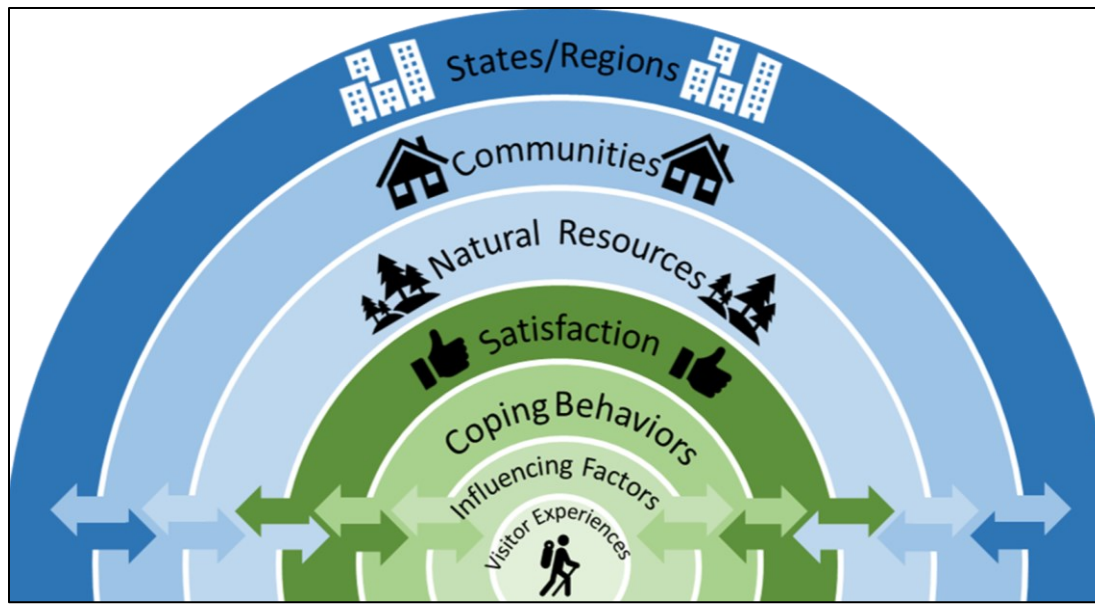 States/Regions
Communities
Natural Resources
Satisfaction
Coping Behaviors
Influencing Factors
Visitor Experiences